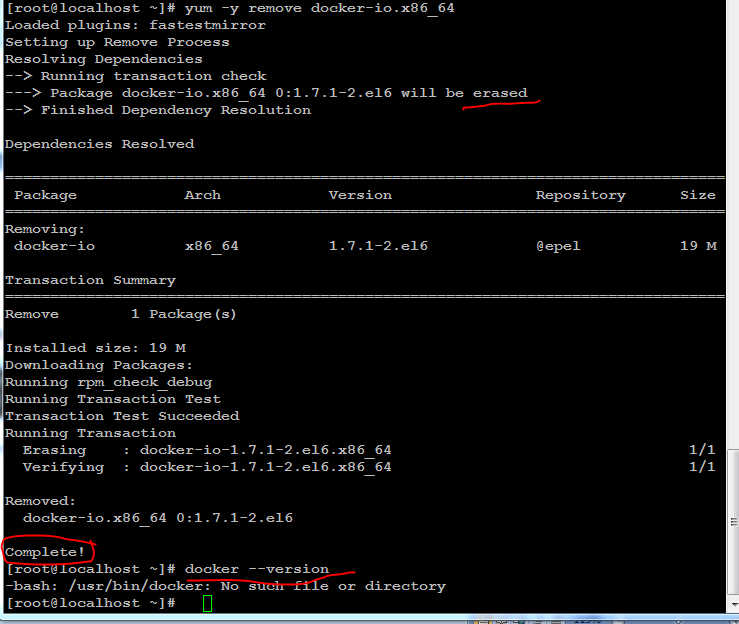 [root@localhost ~]# yum -y remove docker-io.x86_64
Loaded plugins: fastestmirror
Setting up Remove Process
Resolving Dependencies
--> Running transaction check
---> Package docker-io.x86_64 0:1.7.1-2.el6 will be erased
--> Finished Dependency Resolution
Dependencies Resolved
================================================================================
Package Arch Version Repository Size
================================================================================
Removing:
docker-io x86_64 1.7.1-2.el6 @epel 19 M
Transaction Summary
================================================================================
Remove 1 Package(s)
Installed size: 19 M
Downloading Packages:
Running rpm_check_debug
Running Transaction Test
Transaction Test Succeeded
Running Transaction
Erasing : docker-io-1.7.1-2.el6.x86_64 1/1
Verifying : docker-io-1.7.1-2.el6.x86_64 1/1
Removed:
docker-io.x86_64 0:1.7.1-2.el6
Complete!
[root@localhost ~]# docker --version
-bash: /usr/bin/docker: No such file or directory
[root@localhost ~]#